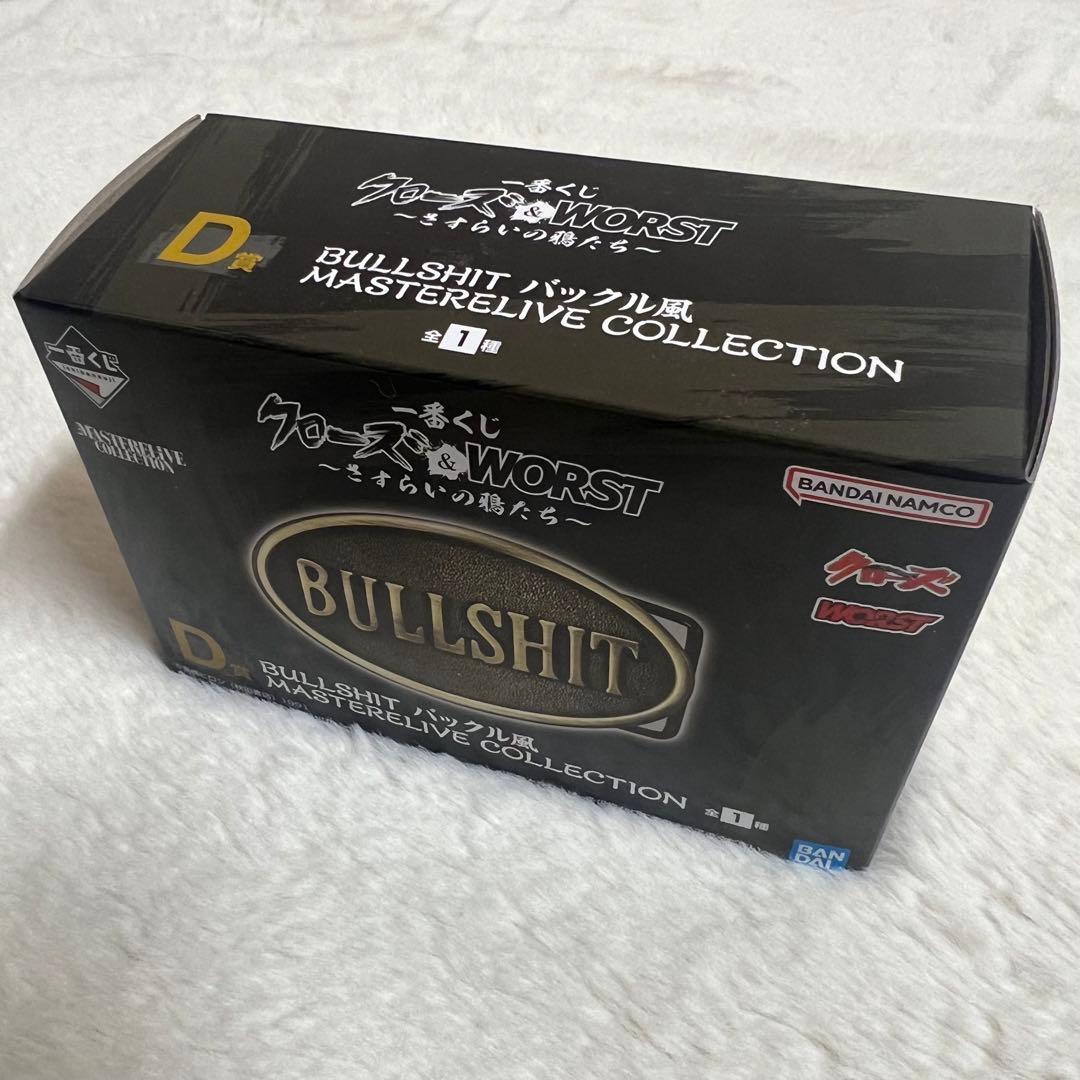 一番くじ
クローズ&WORST
～さすらいの鴉たち～
D賞
BULLSHIT バックル風
MASTERELIVE COLLECTION
全1種
一番くじ
MASTERELIVE
COLLECTION
一番くじ
クローズ&WORST
～さすらいの鴉たち～
BANDAI NAMCO
クローズ
WORST
BULLSHIT
D賞
BULLSHIT バックル風
MASTERELIVE COLLECTION
全1種
BAN
DAI